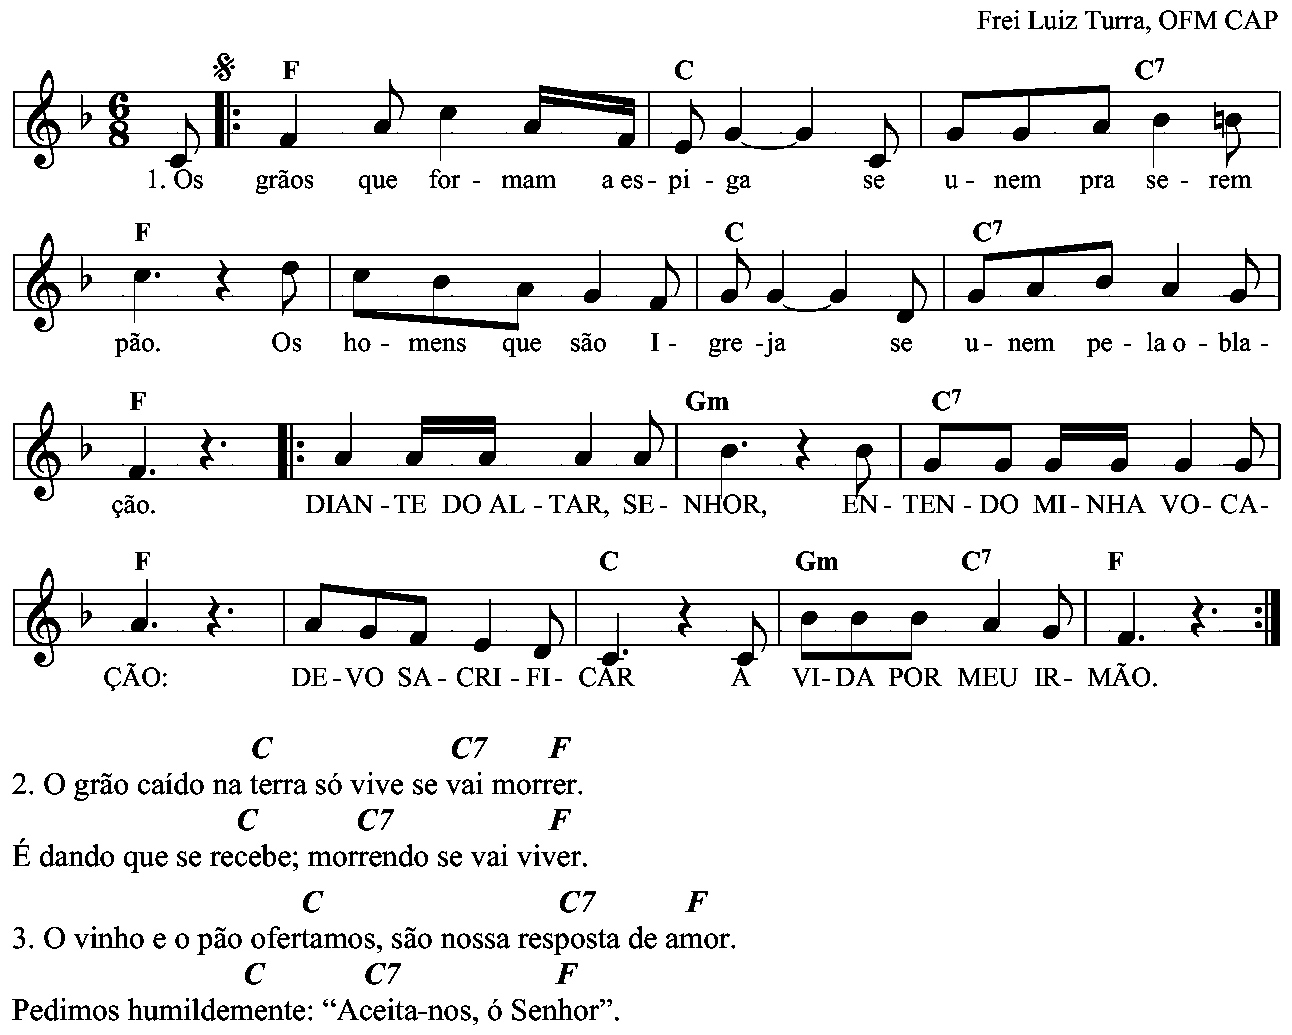 Frei Luiz Turra, OFM CAP
F C C7
6
8
1. Os grãos que for - mam a es - pi - ga se u - nem pra se - rem
F C C7
pão. Os ho - mens que são I - gre - ja se u - nem pe - la o - bla -
F Gm C7
ção. DIAN - TE DO AL - TAR, SE - NHOR, EN - TEN - DO MI - NHA VO - CA -
F C Gm C7 F
ÇÃO: DE - VO SA - CRI - FI - CAR A VI - DA POR MEU IR - MÃO.
C C7 F
2. O grão caído na terra só vive se vai morrer.
C C7 F
É dando que se recebe; morrendo se vai viver.
C C7 F
3. O vinho e o pão ofertamos, são nossa resposta de amor.
C C7 F
Pedimos humildemente: “Aceita-nos, ó Senhor”.